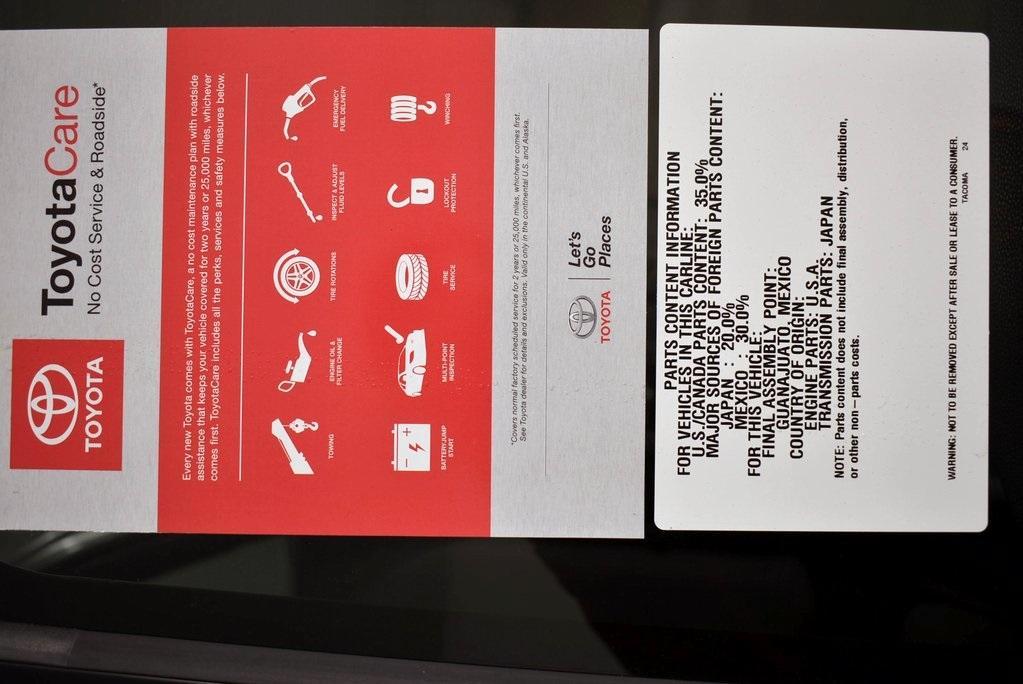 TOYOTA
ToyotaCare
No Cost Service & Roadside*
Every new Toyota comes with ToyotaCare, a no cost maintenance plan with roadside
assistance that keeps your vehicle covered for two years or 25,000 miles, whichever
comes first. ToyotaCare includes all the perks, services and safety measures below.
TOWING
ENGINE OIL &
FILTER CHANGE
TIRE ROTATIONS
INSPECT & ADJUST
FLUID LEVELS
EMERGENCY
FUEL DELIVERY
BATTERY/JUMP
START
MULTI-POINT
INSPECTION
TIRE
SERVICE
LOCKOUT
PROTECTION
WINCHING
*Covers normal factory scheduled service for 2 years or 25,000 miles, whichever comes first.
See Toyota dealer for details and exclusions. Valid only in the continental U.S. and Alaska.
TOYOTA
Let's
Go
Places
PARTS CONTENT INFORMATION
FOR VEHICLES IN THIS CARLINE:
U.S./CANADA PARTS CONTENT: 35.0%
MAJOR SOURCES OF FOREIGN PARTS CONTENT:
JAPAN : 20.0%
MEXICO : 30.0%
FOR THIS VEHICLE:
FINAL ASSEMBLY POINT:
GUANAJUATO, MEXICO
COUNTRY OF ORIGIN:
ENGINE PARTS: U.S.A
TRANSMISSION PARTS: JAPAN
NOTE: Parts content does not include final assembly, distribution,
or other non-parts costs.
WARNING: NOT TO BE REMOVED EXCEPT AFTER SALE OR LEASE TO A CONSUMER.
TACOMA 24